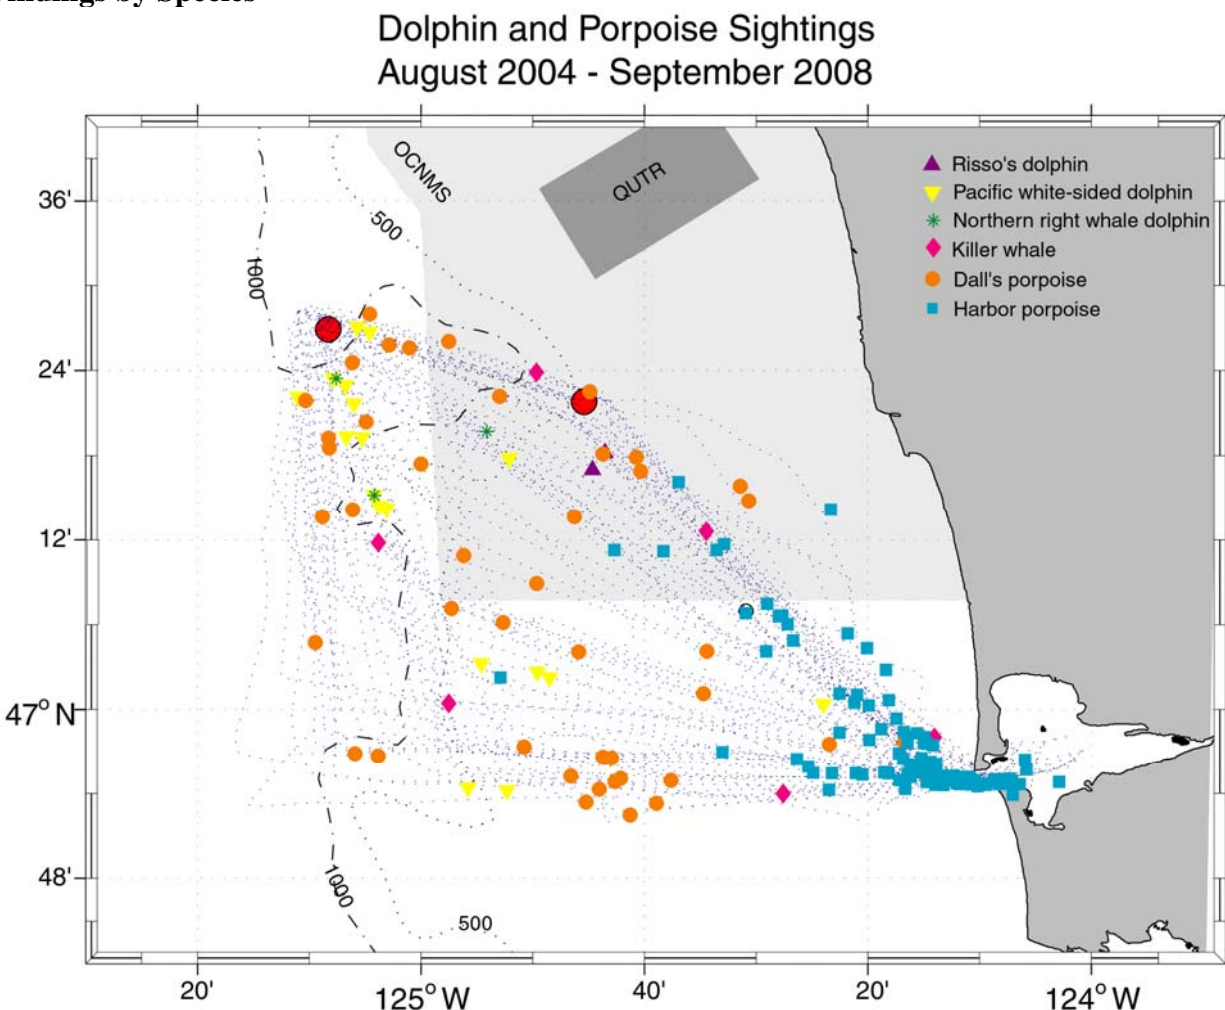 Dolphin and Porpoise Sightings
August 2004 - September 2008
OCNMS
QUTR
Risso's dolphin
Pacific white-sided dolphin
Northern right whale dolphin
Killer whale
Dall's porpoise
Harbor porpoise
36'
500
1000
24'
12'
47° N
48'
1000
500
20'
125° W
40'
20'
124° W